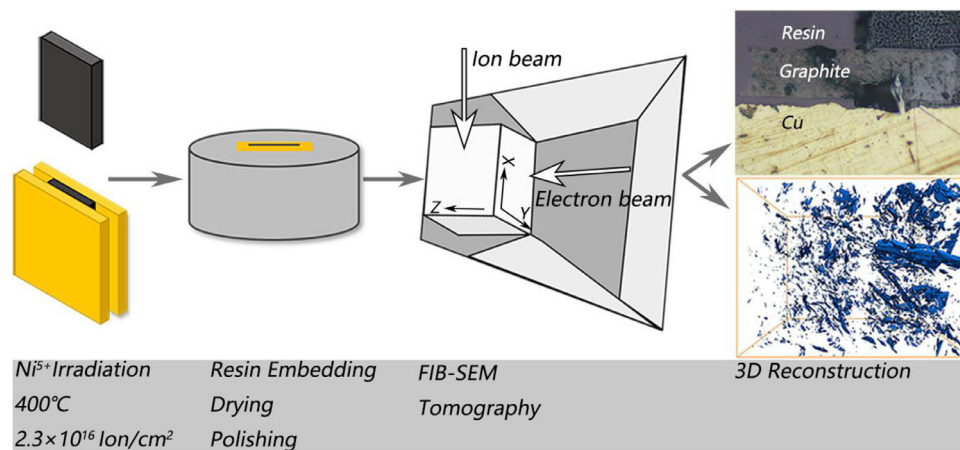 Ion beam
Electron beam
X
Y
Z
Resin
Graphite
Cu
Ni⁵⁺ Irradiation
400℃
2.3×10¹⁶ Ion/cm²
Resin Embedding
Drying
Polishing
FIB-SEM
Tomography
3D Reconstruction